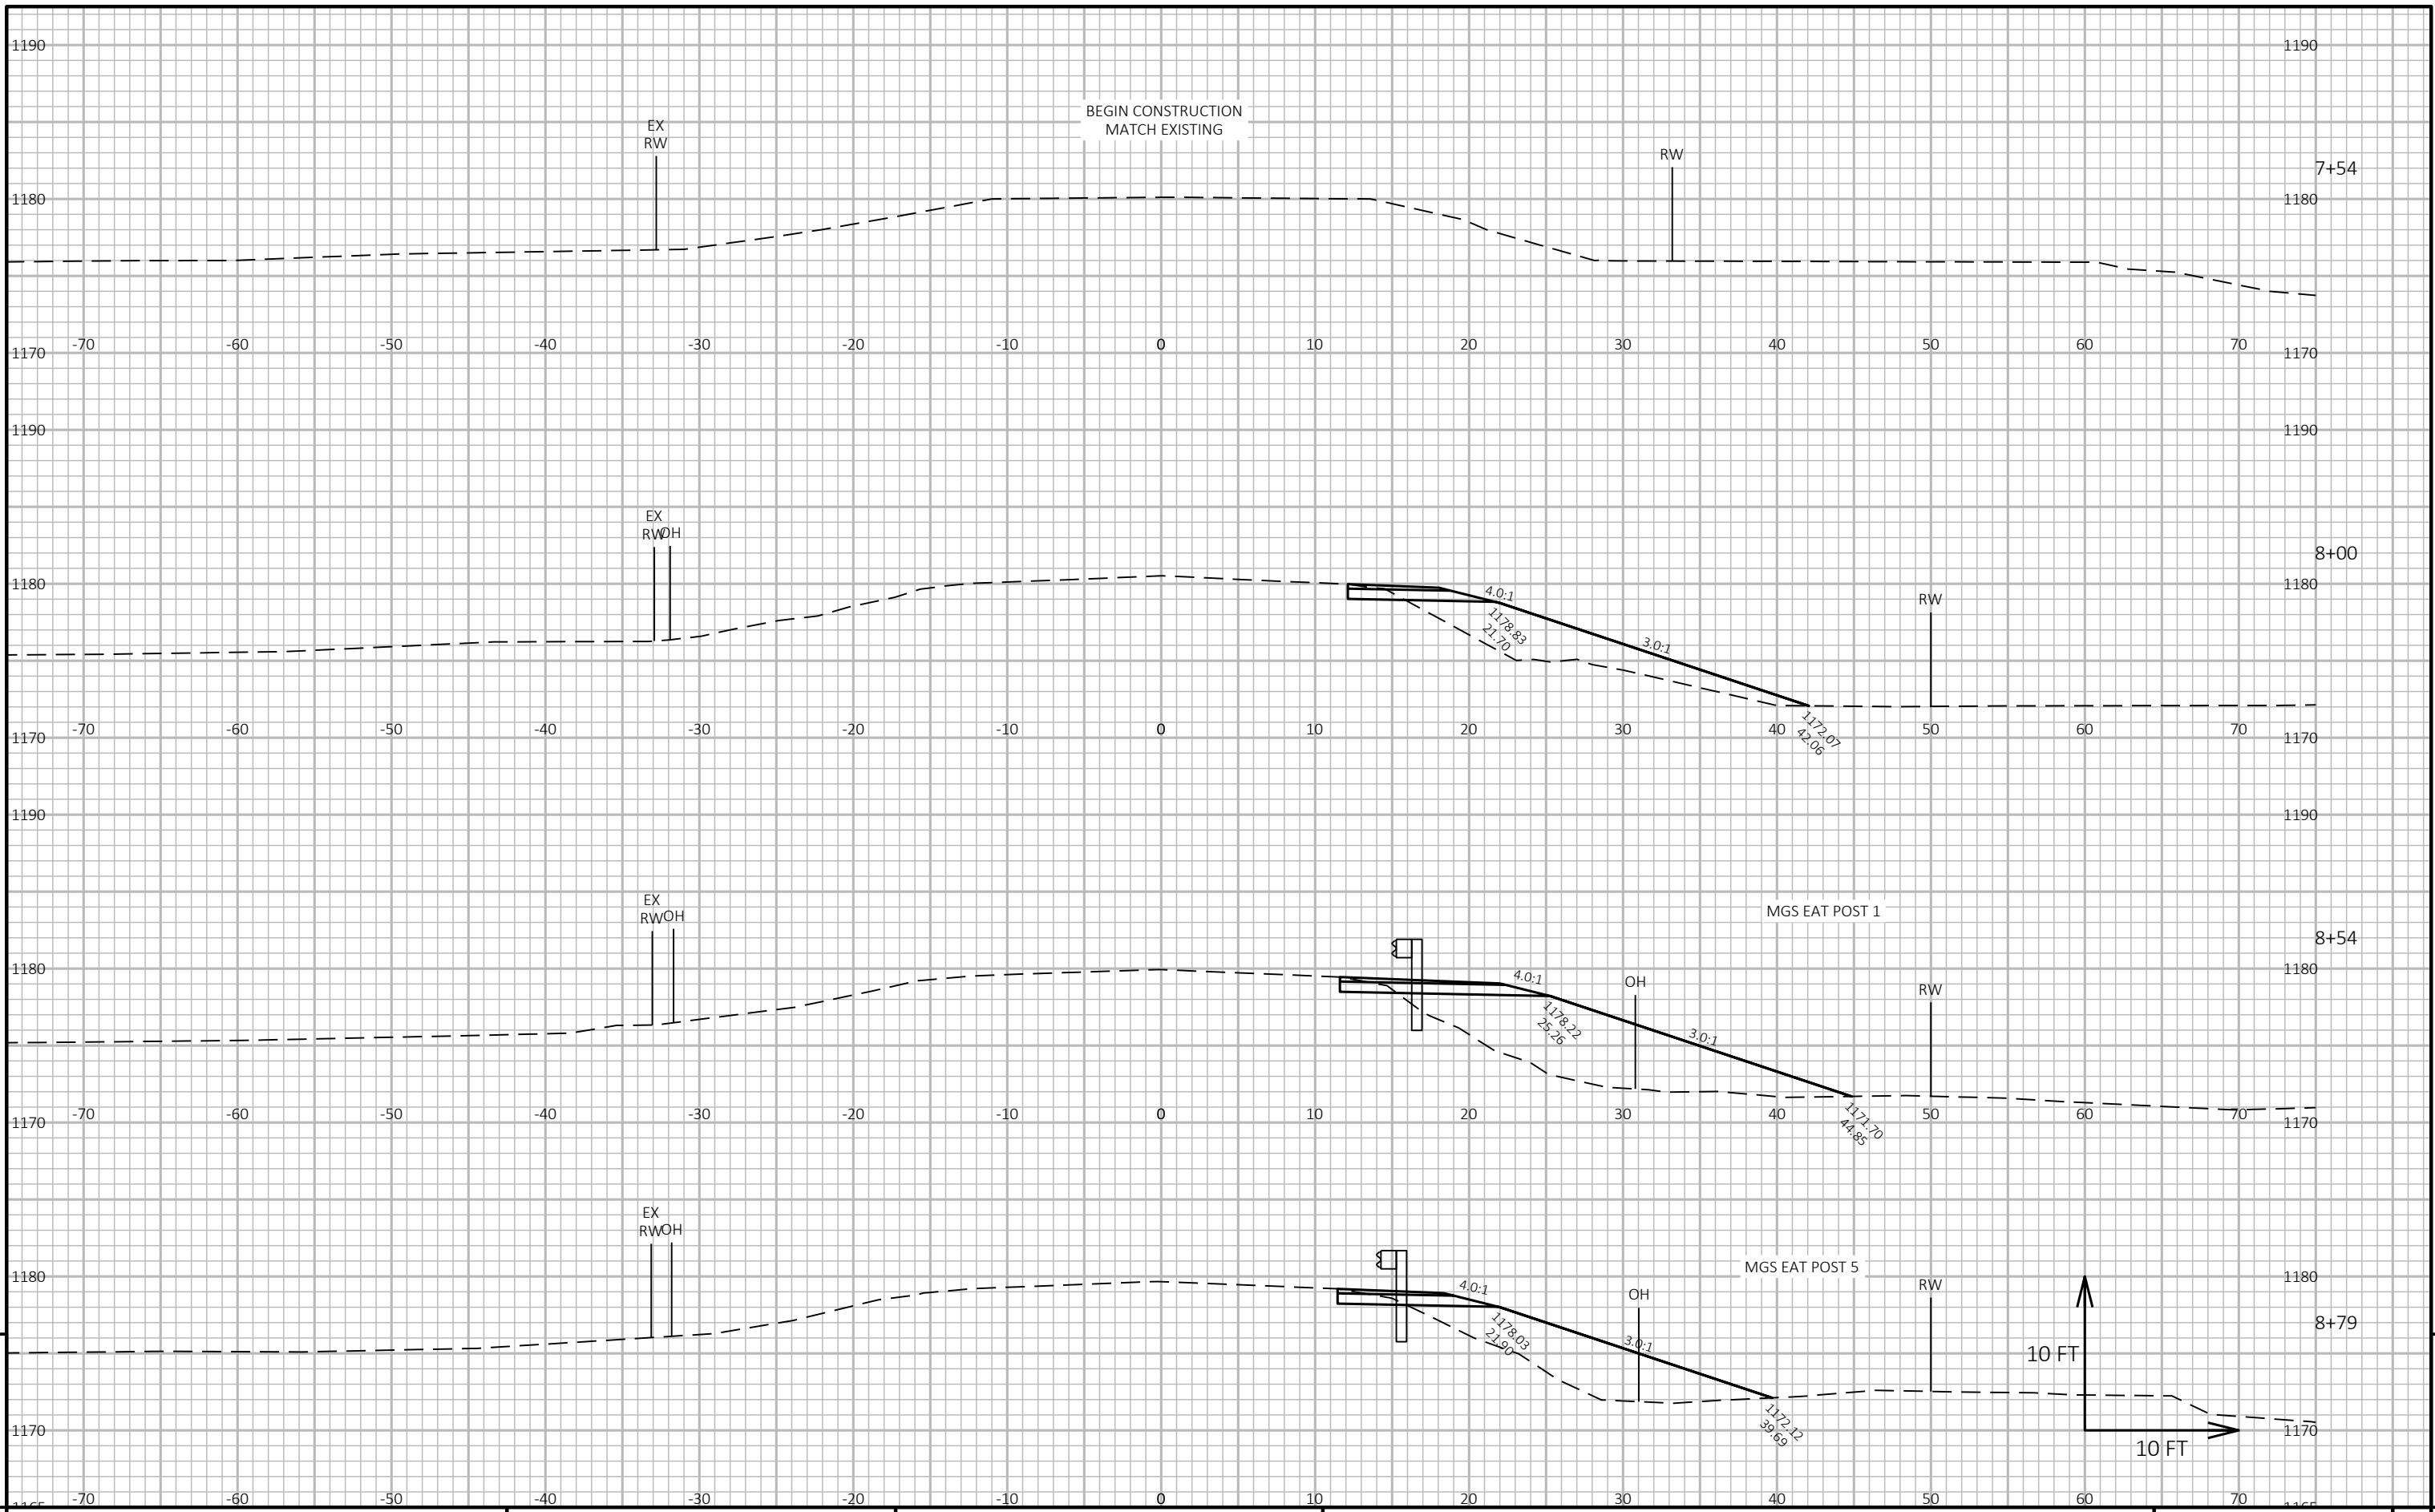 1190 1190
BEGIN CONSTRUCTION
MATCH EXISTING
EX
RW
RW
7+54
1180 1180
-70 -60 -50 -40 -30 -20 -10 0 10 20 30 40 50 60 70
1170 1170
1190 1190
EX
RW OH
8+00
1180 1180
4.0:1
RW
1178.83
21.70
3.0:1
-70 -60 -50 -40 -30 -20 -10 0 10 20 30 40 50 60 70
1170 1170
1172.07
42.06
1190 1190
EX
RW OH
MGS EAT POST 1
8+54
1180 1180
4.0:1
OH
RW
1178.22
25.26
3.0:1
-70 -60 -50 -40 -30 -20 -10 0 10 20 30 40 50 60 70
1170 1170
1171.70
44.85
EX
RW OH
MGS EAT POST 5
1180 1180
4.0:1
OH
RW
8+79
1178.03
21.90
3.0:1
10 FT
1172.12
39.69
1170 1170
10 FT
-70 -60 -50 -40 -30 -20 -10 0 10 20 30 40 50 60 70
1165 1165